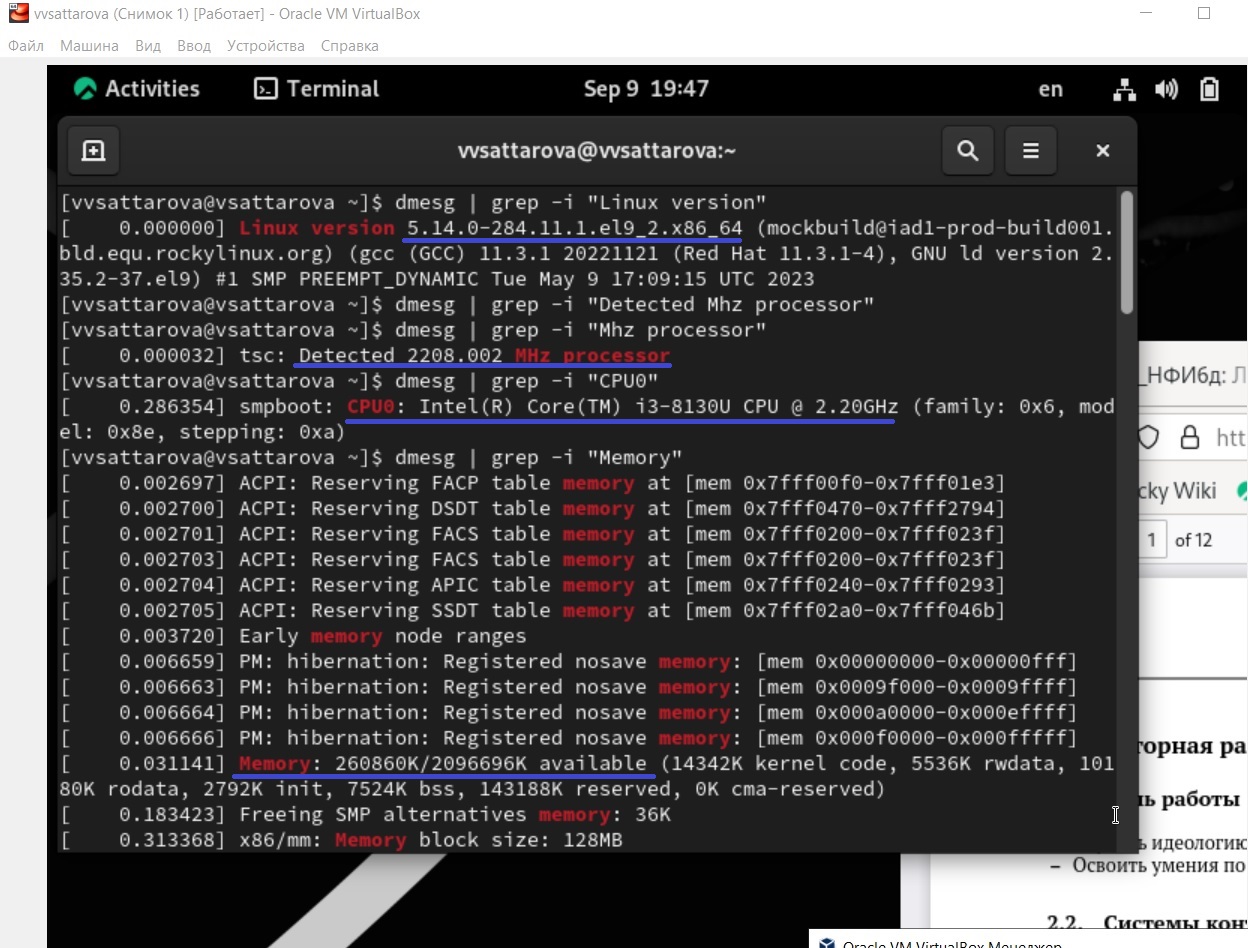 vvsattarova (Снимок 1) [Работает] - Oracle VM VirtualBox
Файл Машина Вид Ввод Устройства Справка
Activities Terminal Sep 9 19:47 en
vvsattarova@vvsattarova:~
[vvsattarova@vsattarova ~]$ dmesg | grep -i "Linux version"
[    0.000000] Linux version 5.14.0-284.11.1.el9_2.x86_64 (mockbuild@iad1-prod-build001.
bld.equ.rockylinux.org) (gcc (GCC) 11.3.1 20221121 (Red Hat 11.3.1-4), GNU ld version 2.
35.2-37.el9) #1 SMP PREEMPT_DYNAMIC Tue May 9 17:09:15 UTC 2023
[vvsattarova@vsattarova ~]$ dmesg | grep -i "Detected Mhz processor"
[vvsattarova@vsattarova ~]$ dmesg | grep -i "Mhz processor"
[    0.000032] tsc: Detected 2208.002 MHz processor
[vvsattarova@vsattarova ~]$ dmesg | grep -i "CPU0"
[    0.286354] smpboot: CPU0: Intel(R) Core(TM) i3-8130U CPU @ 2.20GHz (family: 0x6, mod
el: 0x8e, stepping: 0xa)
[vvsattarova@vsattarova ~]$ dmesg | grep -i "Memory"
[    0.002697] ACPI: Reserving FACP table memory at [mem 0x7fff00f0-0x7fff01e3]
[    0.002700] ACPI: Reserving DSDT table memory at [mem 0x7fff0470-0x7fff2794]
[    0.002701] ACPI: Reserving FACS table memory at [mem 0x7fff0200-0x7fff023f]
[    0.002703] ACPI: Reserving FACS table memory at [mem 0x7fff0200-0x7fff023f]
[    0.002704] ACPI: Reserving APIC table memory at [mem 0x7fff0240-0x7fff0293]
[    0.002705] ACPI: Reserving SSDT table memory at [mem 0x7fff02a0-0x7fff046b]
[    0.003720] Early memory node ranges
[    0.006659] PM: hibernation: Registered nosave memory: [mem 0x00000000-0x00000fff]
[    0.006663] PM: hibernation: Registered nosave memory: [mem 0x0009f000-0x0009ffff]
[    0.006664] PM: hibernation: Registered nosave memory: [mem 0x000a0000-0x000effff]
[    0.006666] PM: hibernation: Registered nosave memory: [mem 0x000f0000-0x000fffff]
[    0.031141] Memory: 260860K/2096696K available (14342K kernel code, 5536K rwdata, 101
80K rodata, 2792K init, 7524K bss, 143188K reserved, 0K cma-reserved)
[    0.183423] Freeing SMP alternatives memory: 36K
[    0.313368] x86/mm: Memory block size: 128MB
_НФИбд: Л
htt
cky Wiki
1 of 12
торная ра
ь работы
ь идеологию
– Освоить умения по
2.2. Системы кон
Oracle VM VirtualBox Менеджер